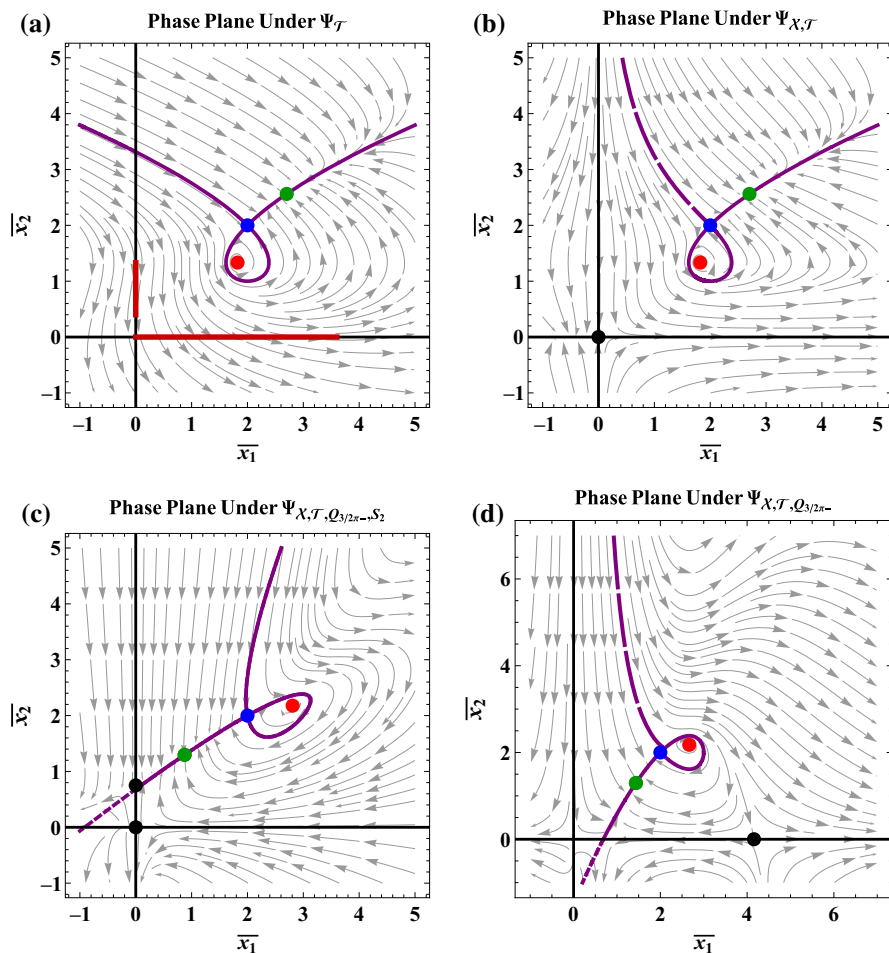 (a) Phase Plane Under Ψ𝒯
5
4
3
x̄₂
2
1
0
−1
−1 0 1 2 3 4 5
x̄₁
(b) Phase Plane Under Ψ𝒳,𝒯
5
4
3
x̄₂
2
1
0
−1
−1 0 1 2 3 4 5
x̄₁
(c) Phase Plane Under Ψ𝒳,𝒯,Q3/2π−,S2
5
4
3
x̄₂
2
1
0
−1
−1 0 1 2 3 4 5
x̄₁
(d) Phase Plane Under Ψ𝒳,𝒯,Q3/2π−
6
4
x̄₂
2
0
0 2 4 6
x̄₁